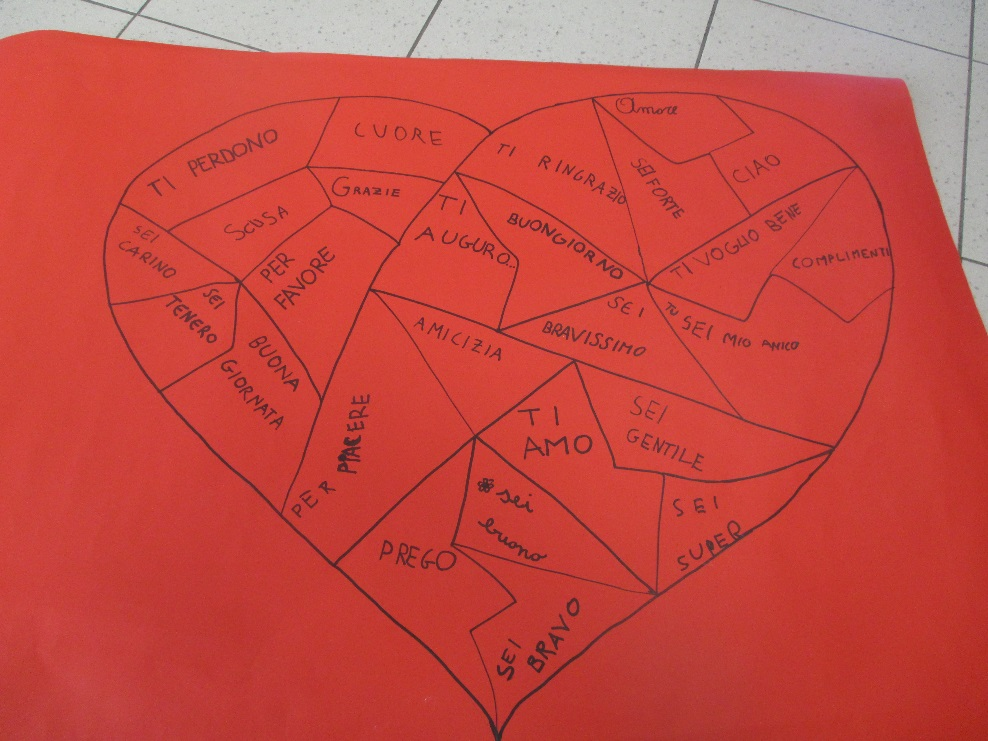 TI PERDONO
CUORE
Amore
TI RINGRAZIO
SEI FORTE
CIAO
GRAZIE
SCUSA
SEI
CARINO
TI
AUGURO...
BUONGIORNO
TI VOGLIO BENE
COMPLIMENTI
PER
FAVORE
SEI
TENERO
BUONA
GIORNATA
AMICIZIA
SEI
BRAVISSIMO
TU SEI MIO AMICO
PER PIACERE
TI
AMO
SEI
GENTILE
sei
buono
SEI
SUPER
PREGO
SEI
BRAVO